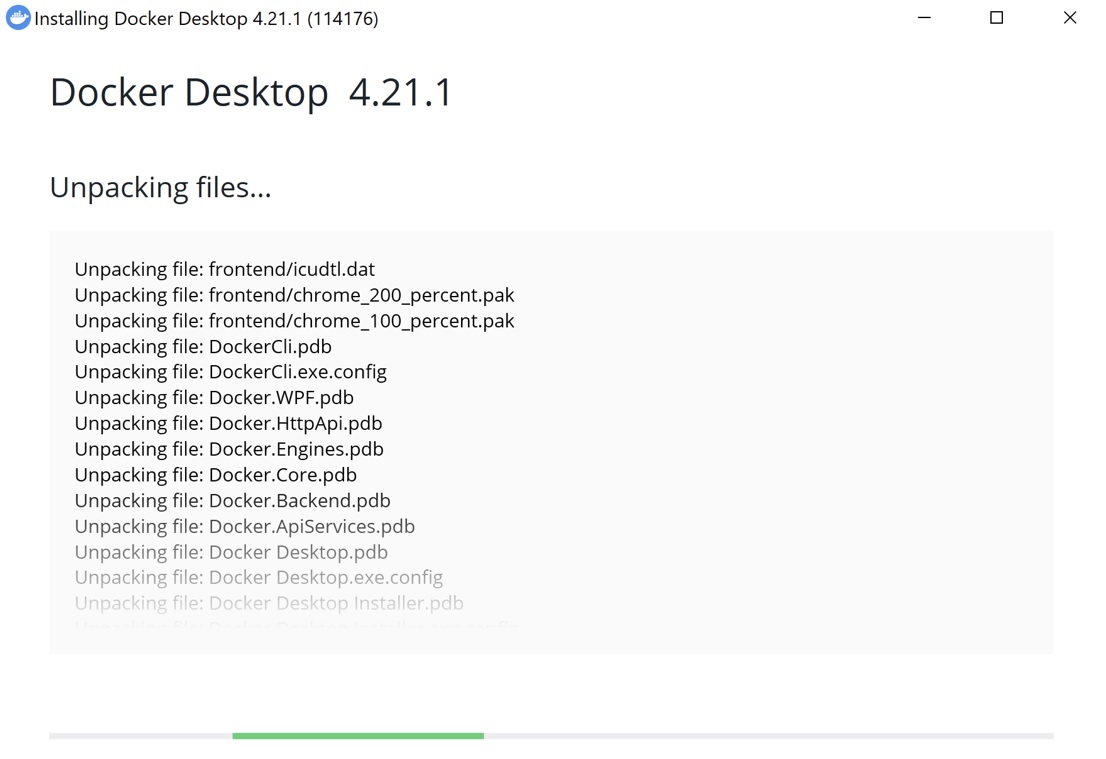 Installing Docker Desktop 4.21.1 (114176)
Docker Desktop 4.21.1
Unpacking files...
Unpacking file: frontend/icudtl.dat
Unpacking file: frontend/chrome_200_percent.pak
Unpacking file: frontend/chrome_100_percent.pak
Unpacking file: DockerCli.pdb
Unpacking file: DockerCli.exe.config
Unpacking file: Docker.WPF.pdb
Unpacking file: Docker.HttpApi.pdb
Unpacking file: Docker.Engines.pdb
Unpacking file: Docker.Core.pdb
Unpacking file: Docker.Backend.pdb
Unpacking file: Docker.ApiServices.pdb
Unpacking file: Docker Desktop.pdb
Unpacking file: Docker Desktop.exe.config
Unpacking file: Docker Desktop Installer.pdb